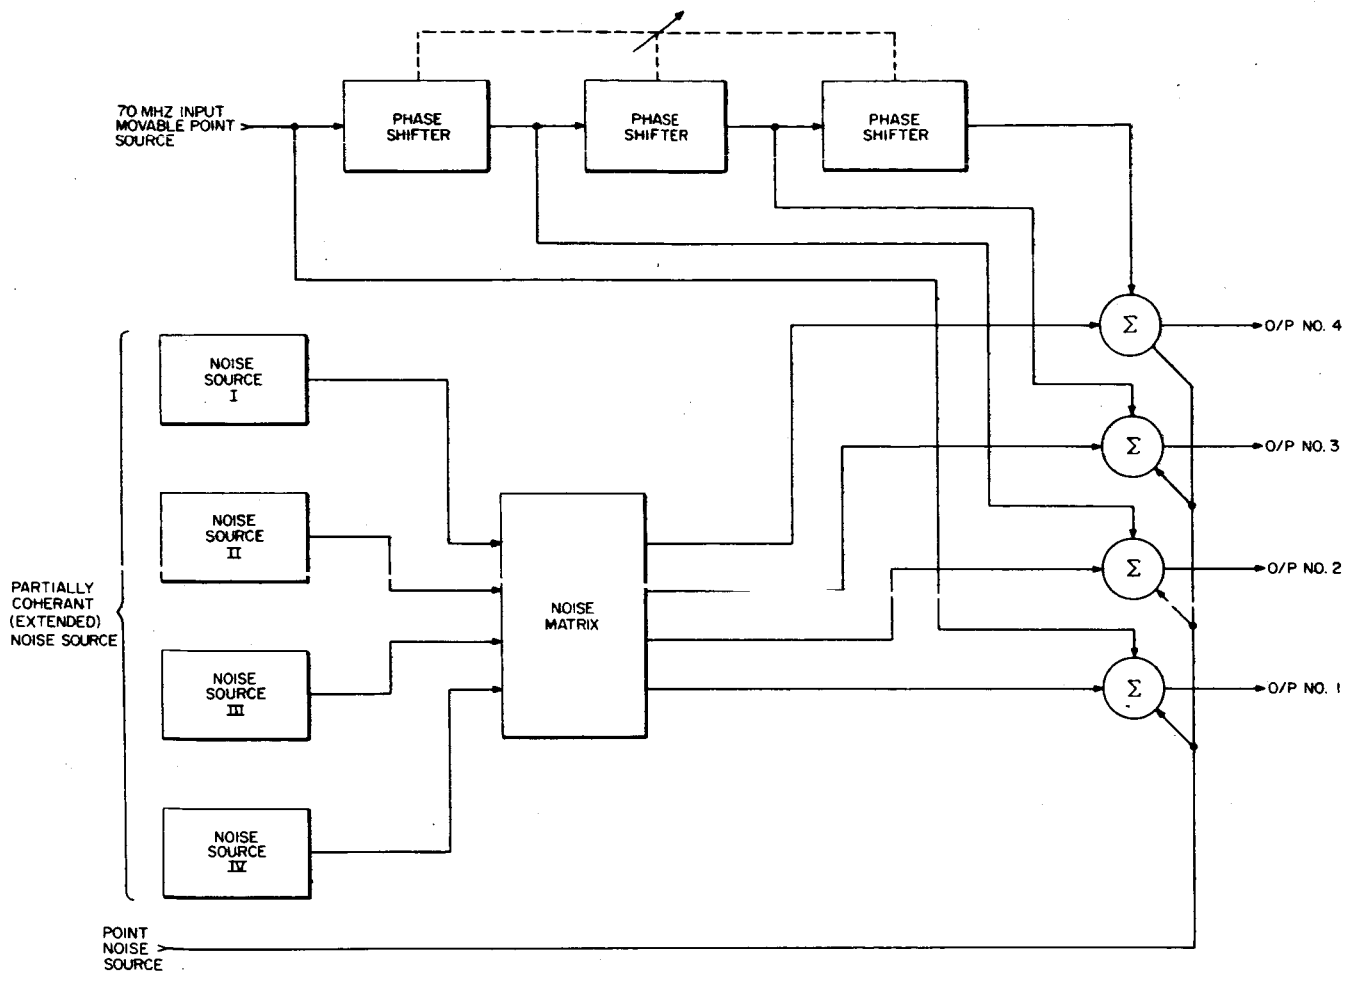 70 MHZ INPUT
MOVABLE POINT
SOURCE
PHASE
SHIFTER
PHASE
SHIFTER
PHASE
SHIFTER
Σ
O/P NO. 4
NOISE
SOURCE
I
Σ
O/P NO. 3
NOISE
SOURCE
II
Σ
O/P NO. 2
PARTIALLY
COHERANT
(EXTENDED)
NOISE SOURCE
NOISE
MATRIX
NOISE
SOURCE
III
Σ
O/P NO. 1
NOISE
SOURCE
IV
POINT
NOISE
SOURCE